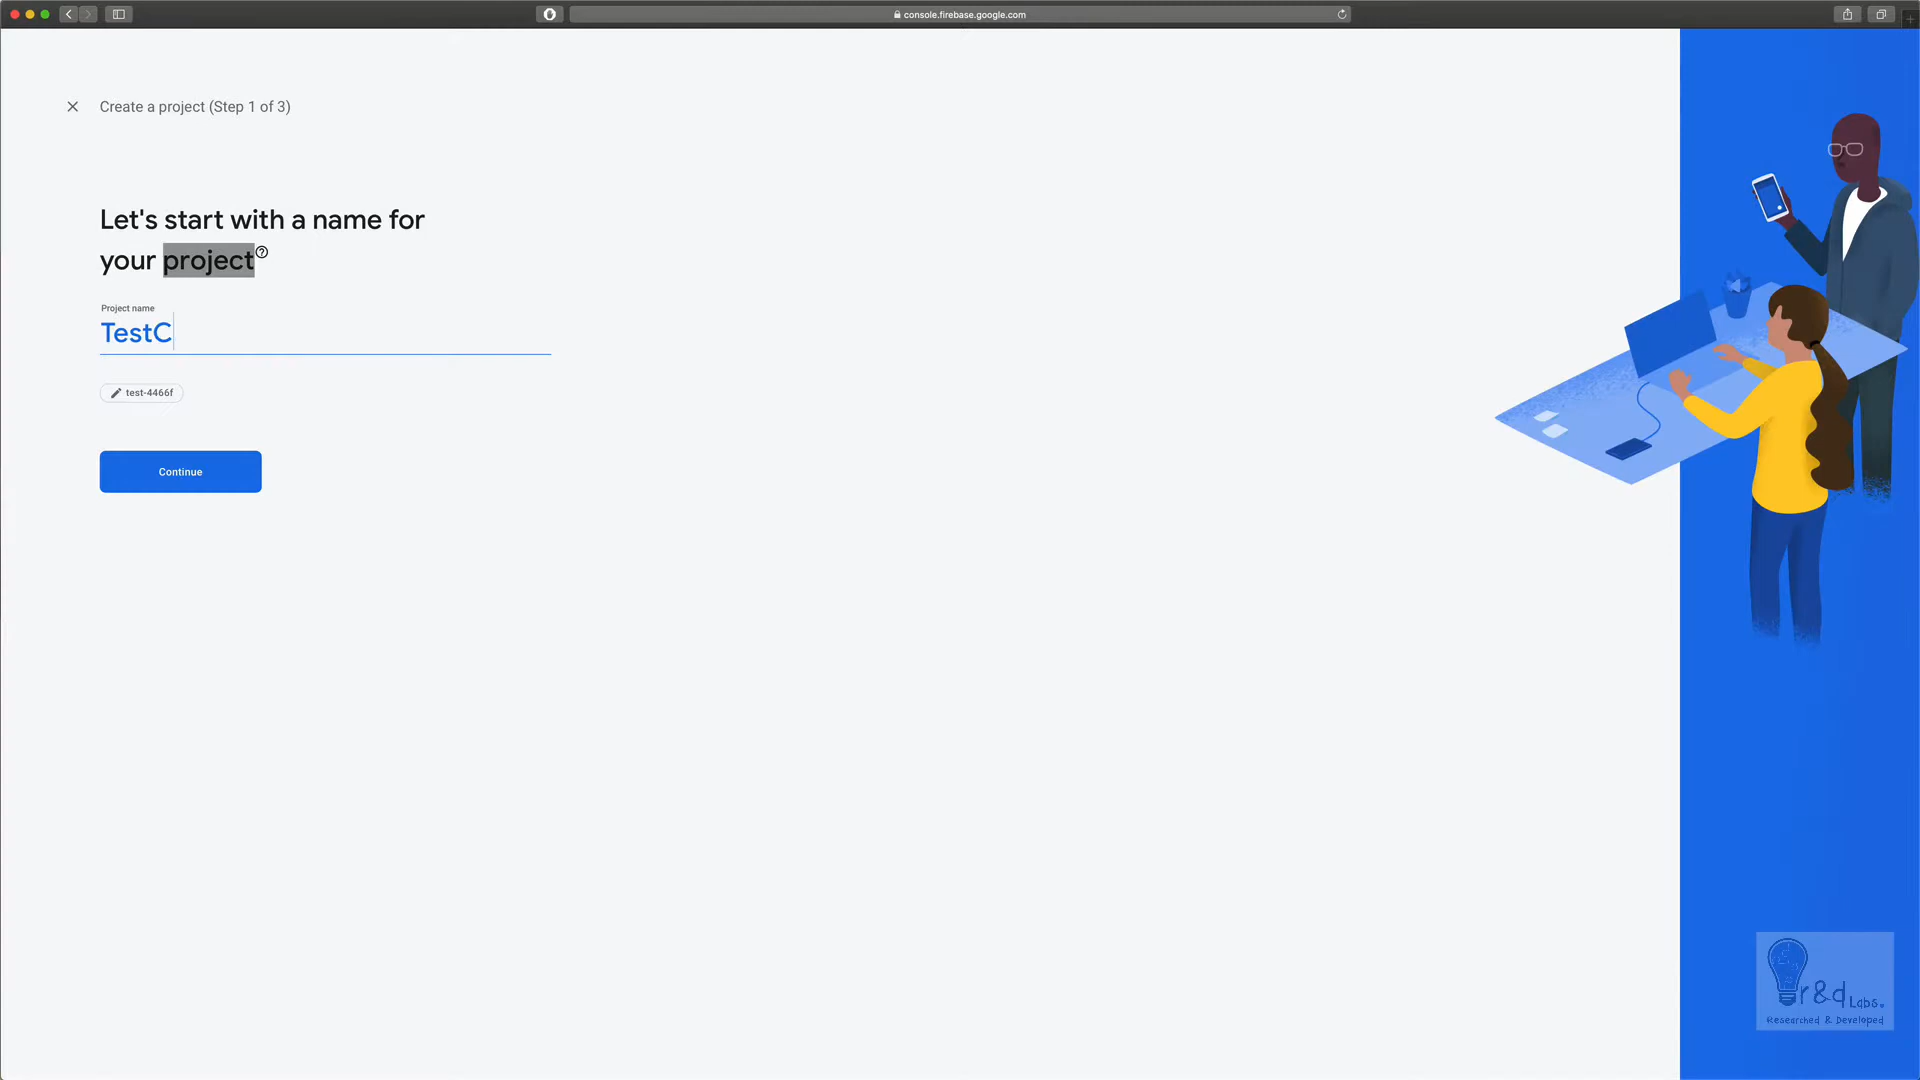 console.firebase.google.com
Create a project (Step 1 of 3)
Let's start with a name for
your project
Project name
TestC
test-4466f
Continue
r&d Labs.
Researched & Developed